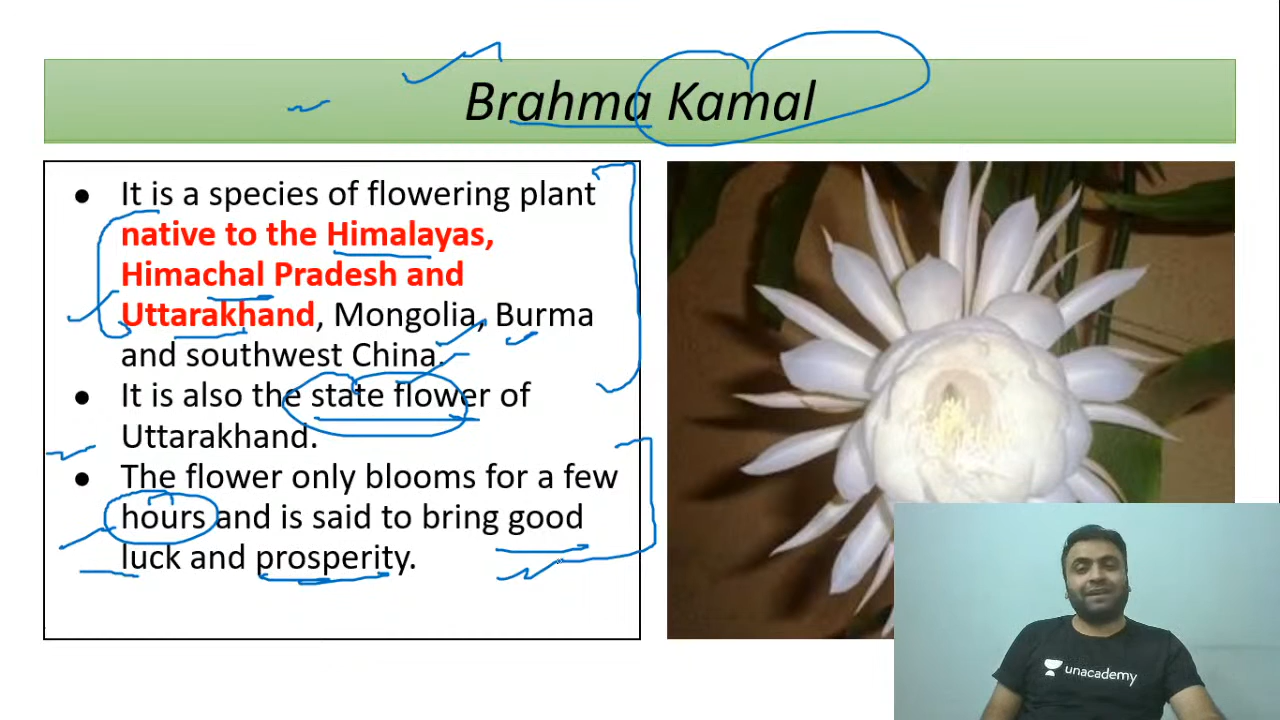 Brahma Kamal
● It is a species of flowering plant
native to the Himalayas,
Himachal Pradesh and
Uttarakhand, Mongolia, Burma
and southwest China.
● It is also the state flower of
Uttarakhand.
● The flower only blooms for a few
hours and is said to bring good
luck and prosperity.
unacademy